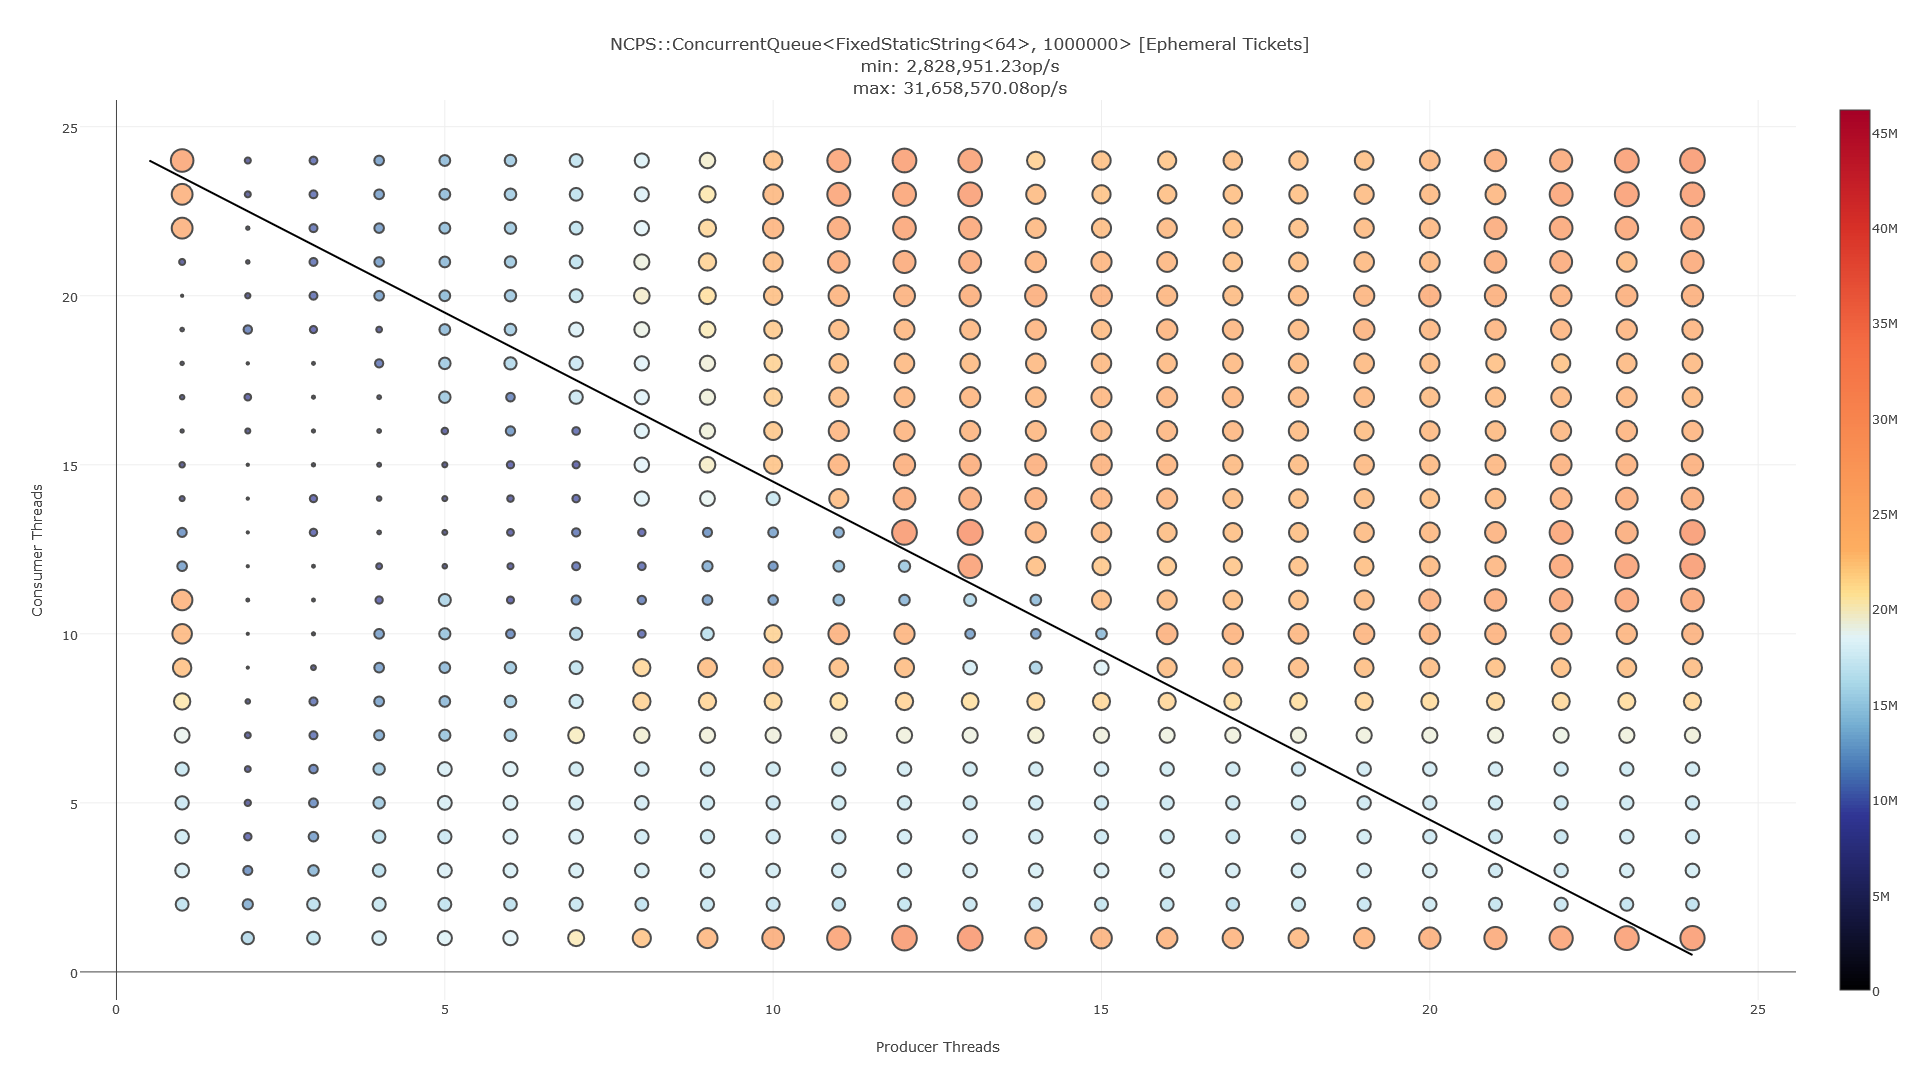 NCPS::ConcurrentQueue<FixedStaticString<64>, 1000000> [Ephemeral Tickets]
min: 2,828,951.23op/s
max: 31,658,570.08op/s
25
20
15
10
5
0
Consumer Threads
0
5
10
15
20
25
Producer Threads
45M
40M
35M
30M
25M
20M
15M
10M
5M
0